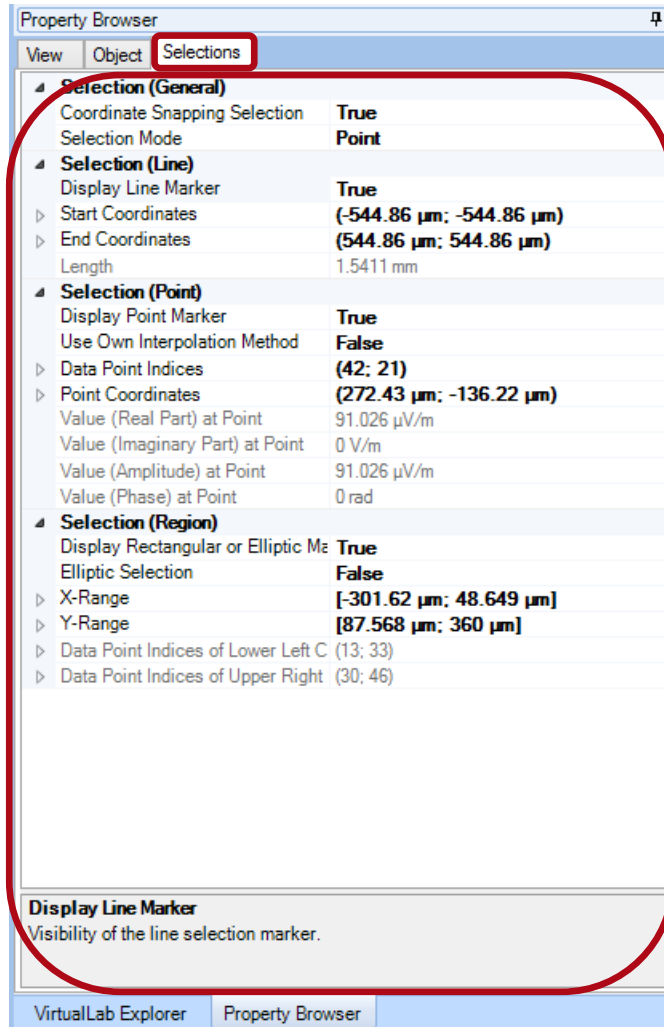 Property Browser
View Object Selections
Selection (General)
Coordinate Snapping Selection True
Selection Mode Point
Selection (Line)
Display Line Marker True
Start Coordinates (-544.86 µm; -544.86 µm)
End Coordinates (544.86 µm; 544.86 µm)
Length 1.5411 mm
Selection (Point)
Display Point Marker True
Use Own Interpolation Method False
Data Point Indices (42; 21)
Point Coordinates (272.43 µm; -136.22 µm)
Value (Real Part) at Point 91.026 µV/m
Value (Imaginary Part) at Point 0 V/m
Value (Amplitude) at Point 91.026 µV/m
Value (Phase) at Point 0 rad
Selection (Region)
Display Rectangular or Elliptic Ma True
Elliptic Selection False
X-Range [-301.62 µm; 48.649 µm]
Y-Range [87.568 µm; 360 µm]
Data Point Indices of Lower Left C (13; 33)
Data Point Indices of Upper Right (30; 46)
Display Line Marker
Visibility of the line selection marker.
VirtualLab Explorer Property Browser